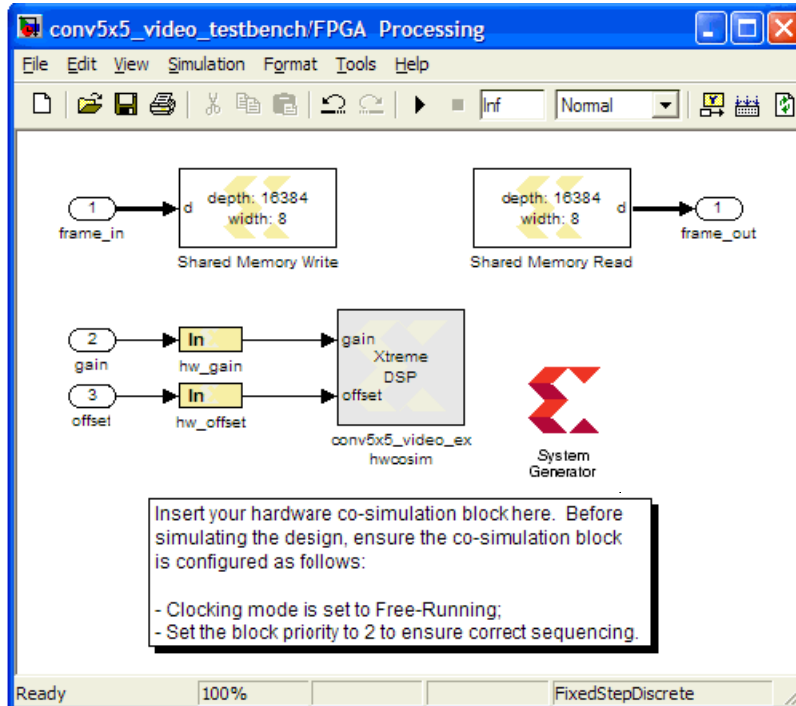 conv5x5_video_testbench/FPGA Processing
File Edit View Simulation Format Tools Help
Inf Normal
1 d depth: 16384 width: 8
frame_in
Shared Memory Write
depth: 16384 width: 8 d 1
frame_out
Shared Memory Read
2 In gain
gain
hw_gain
Xtreme
DSP
3 In offset
offset
hw_offset
conv5x5_video_ex
hwcosim
System
Generator
Insert your hardware co-simulation block here. Before
simulating the design, ensure the co-simulation block
is configured as follows:
- Clocking mode is set to Free-Running;
- Set the block priority to 2 to ensure correct sequencing.
Ready 100% FixedStepDiscrete